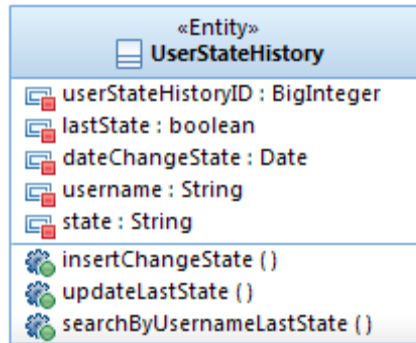 «Entity»
UserStateHistory
userStateHistoryID : BigInteger
lastState : boolean
dateChangeState : Date
username : String
state : String
insertChangeState ( )
updateLastState ( )
searchByUsernameLastState ( )